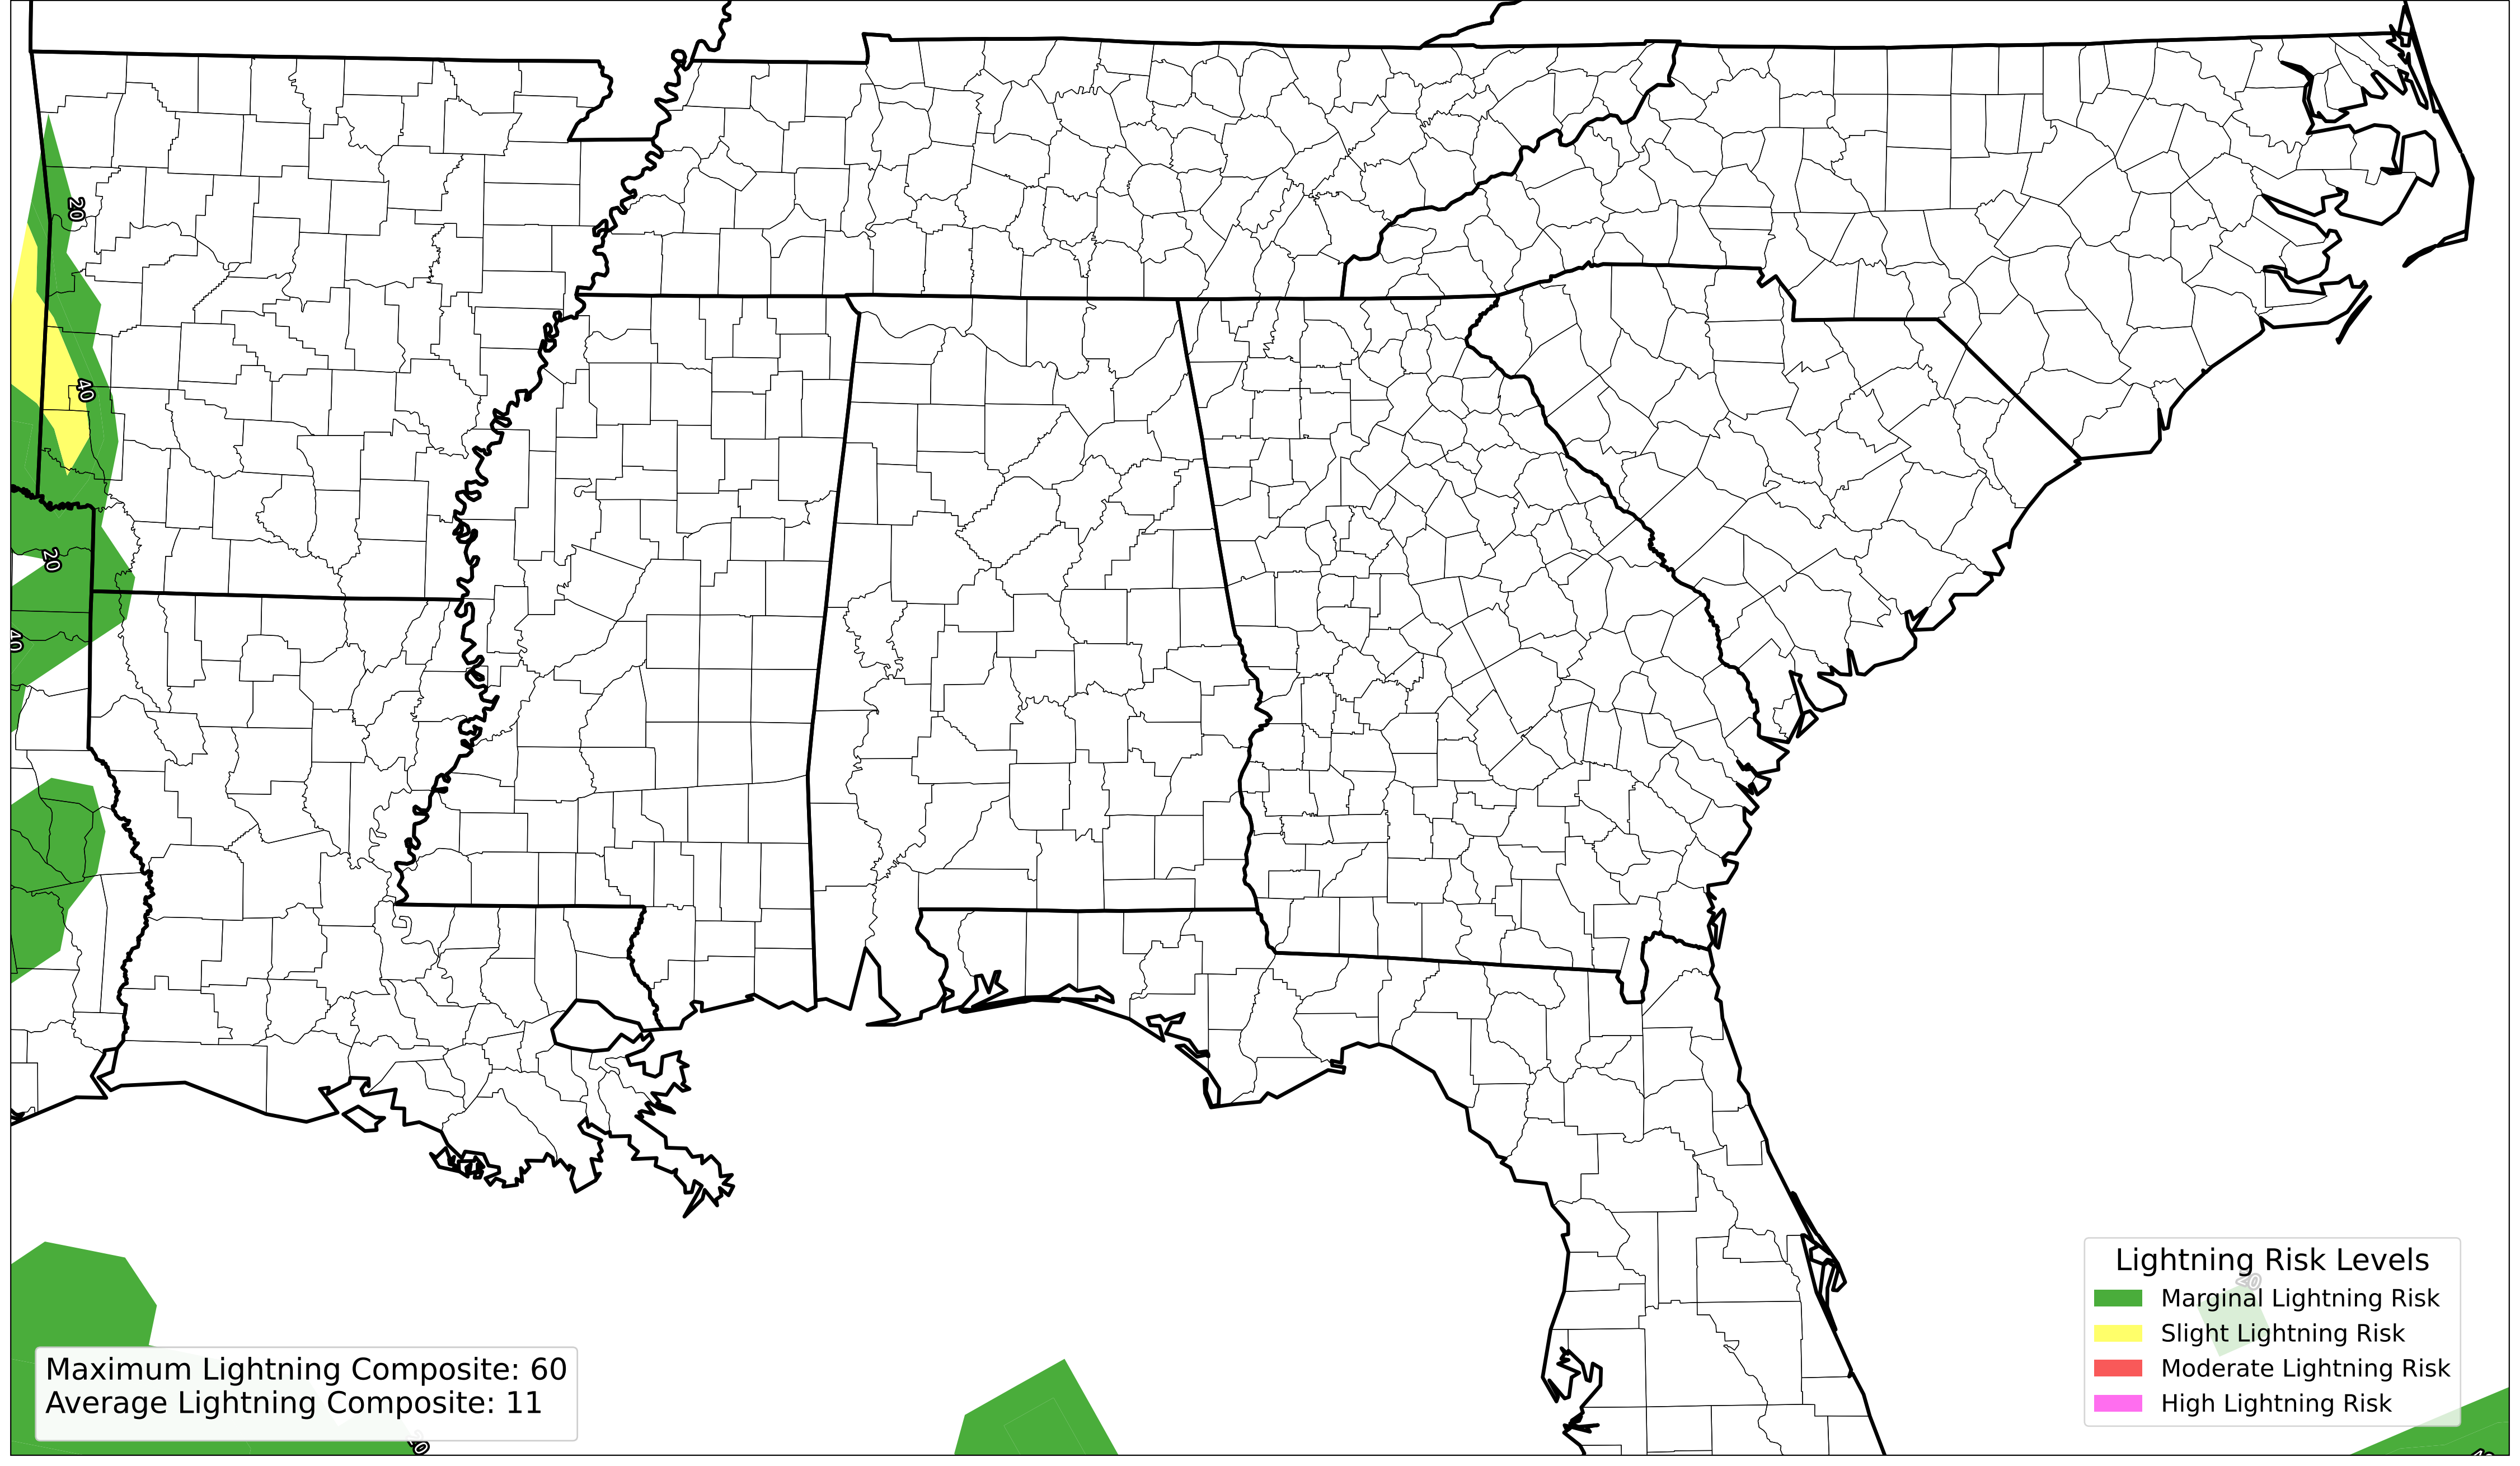 20
40
20
40
Maximum Lightning Composite: 60
Average Lightning Composite: 11
Lightning Risk Levels
20
Marginal Lightning Risk
Slight Lightning Risk
Moderate Lightning Risk
High Lightning Risk